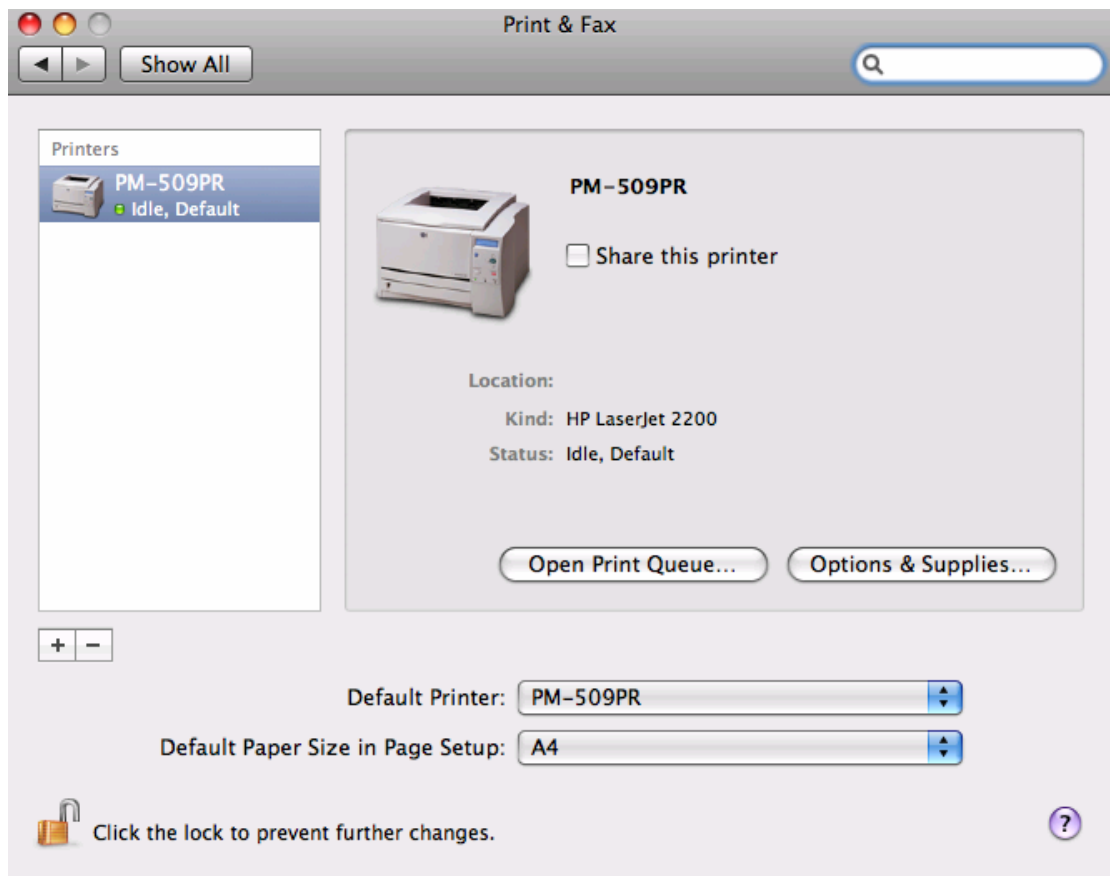 Print & Fax
Show All
Printers
PM-509PR
Idle, Default
PM-509PR
Share this printer
Location:
Kind: HP LaserJet 2200
Status: Idle, Default
Open Print Queue...
Options & Supplies...
+ −
Default Printer: PM-509PR
Default Paper Size in Page Setup: A4
Click the lock to prevent further changes.
?